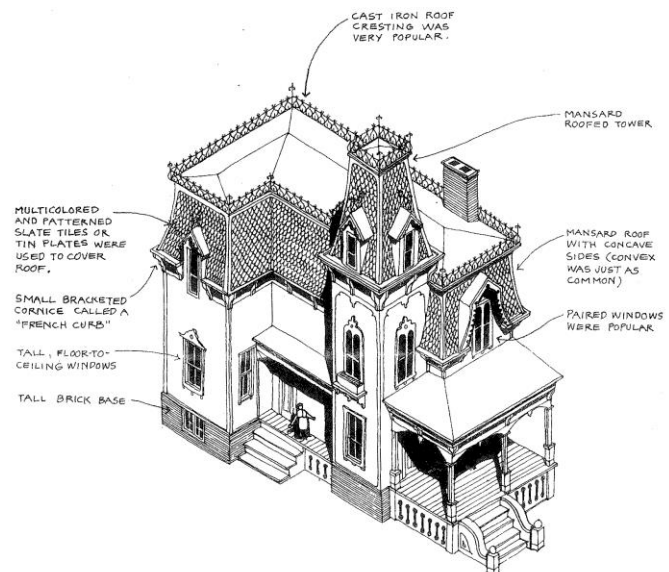 CAST IRON ROOF
CRESTING WAS
VERY POPULAR.
MANSARD
ROOFED TOWER
MULTICOLORED
AND PATTERNED
SLATE TILES OR
TIN PLATES WERE
USED TO COVER
ROOF.
MANSARD ROOF
WITH CONCAVE
SIDES (CONVEX
WAS JUST AS
COMMON)
SMALL BRACKETED
CORNICE CALLED A
"FRENCH CURB"
PAIRED WINDOWS
WERE POPULAR
TALL, FLOOR-TO-
CEILING WINDOWS
TALL BRICK BASE